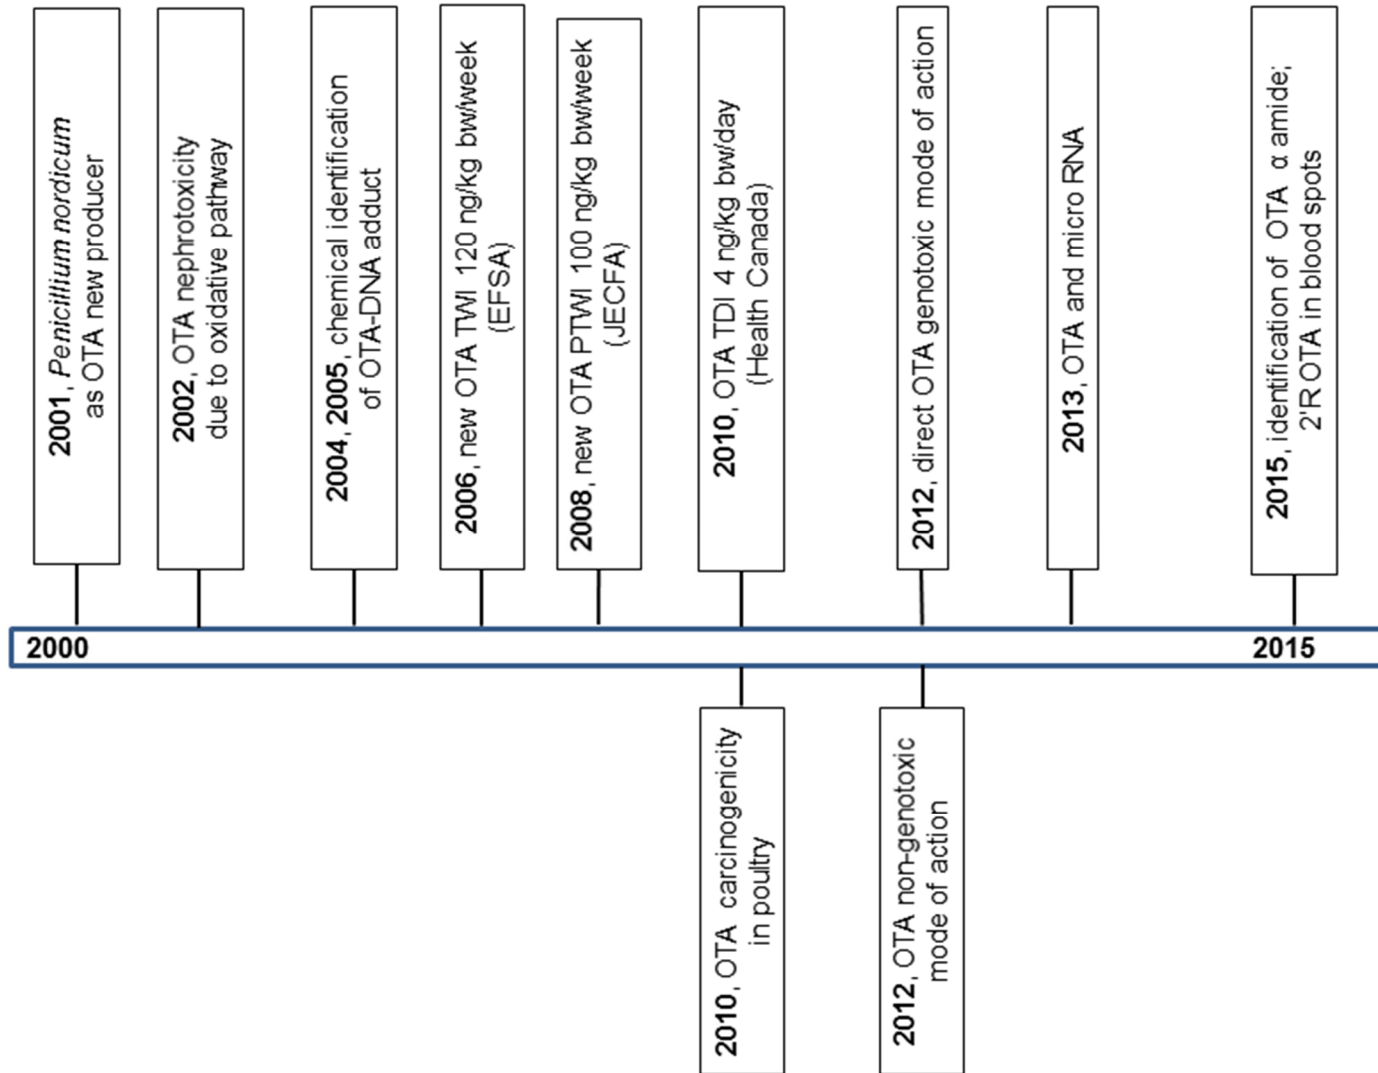 2001, Penicillium nordicum
as OTA new producer
2002, OTA nephrotoxicity
due to oxidative pathway
2004, 2005, chemical identification
of OTA-DNA adduct
2006, new OTA TWI 120 ng/kg bw/week
(EFSA)
2008, new OTA PTWI 100 ng/kg bw/week
(JECFA)
2010, OTA TDI 4 ng/kg bw/day
(Health Canada)
2012, direct OTA genotoxic mode of action
2013, OTA and micro RNA
2015, identification of OTA α amide;
2'R OTA in blood spots
2000
2015
2010, OTA carcinogenicity
in poultry
2012, OTA non-genotoxic
mode of action